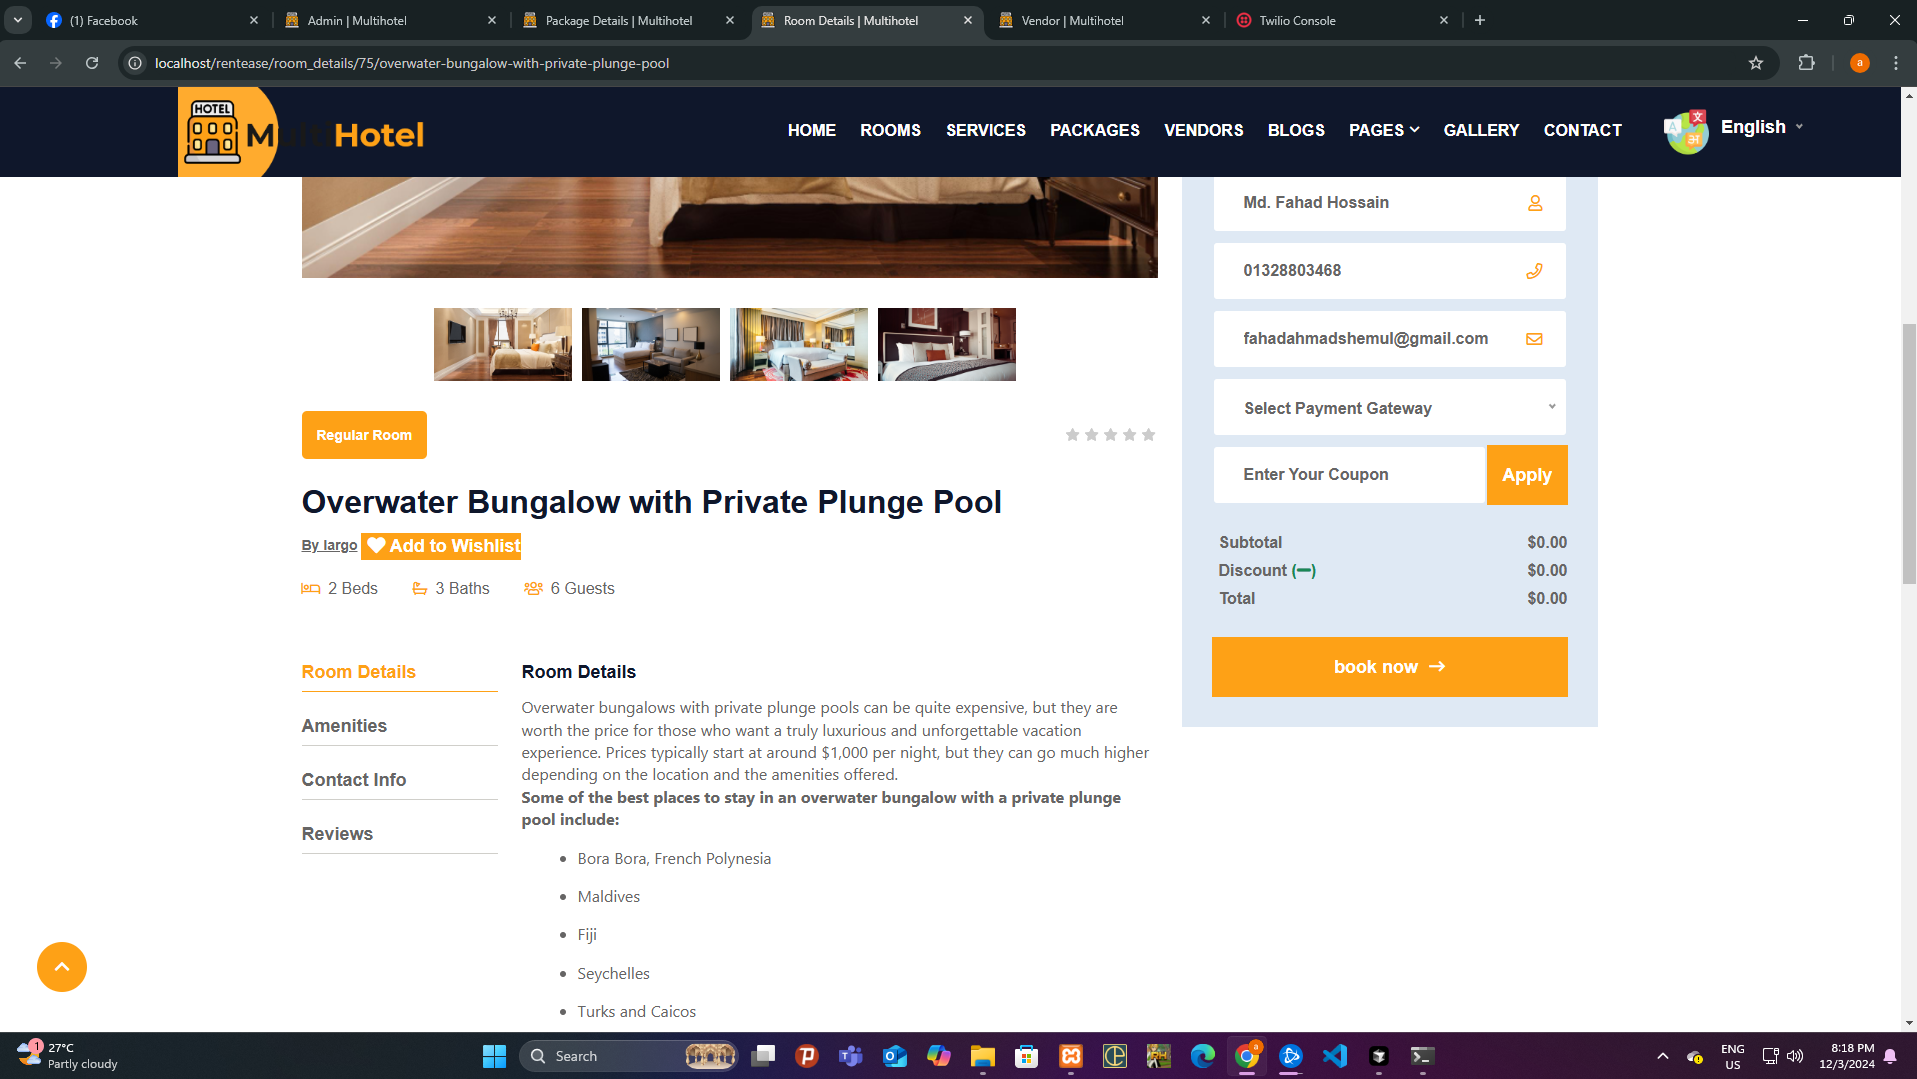 (1) Facebook
Admin | Multihotel
Package Details | Multihotel
Room Details | Multihotel
Vendor | Multihotel
Twilio Console
localhost/rentease/room_details/75/overwater-bungalow-with-private-plunge-pool
a
HOTEL
MultiHotel
HOME
ROOMS
SERVICES
PACKAGES
VENDORS
BLOGS
PAGES
GALLERY
CONTACT
English
Md. Fahad Hossain
01328803468
fahadahmadshemul@gmail.com
Select Payment Gateway
Enter Your Coupon
Apply
Subtotal $0.00
Discount (−) $0.00
Total $0.00
book now →
Regular Room
Overwater Bungalow with Private Plunge Pool
By largo Add to Wishlist
2 Beds 3 Baths 6 Guests
Room Details
Amenities
Contact Info
Reviews
Room Details
Overwater bungalows with private plunge pools can be quite expensive, but they are
worth the price for those who want a truly luxurious and unforgettable vacation
experience. Prices typically start at around $1,000 per night, but they can go much higher
depending on the location and the amenities offered.
Some of the best places to stay in an overwater bungalow with a private plunge
pool include:
• Bora Bora, French Polynesia
• Maldives
• Fiji
• Seychelles
• Turks and Caicos
1
27°C
Partly cloudy
Search
ENG
US
8:18 PM
12/3/2024